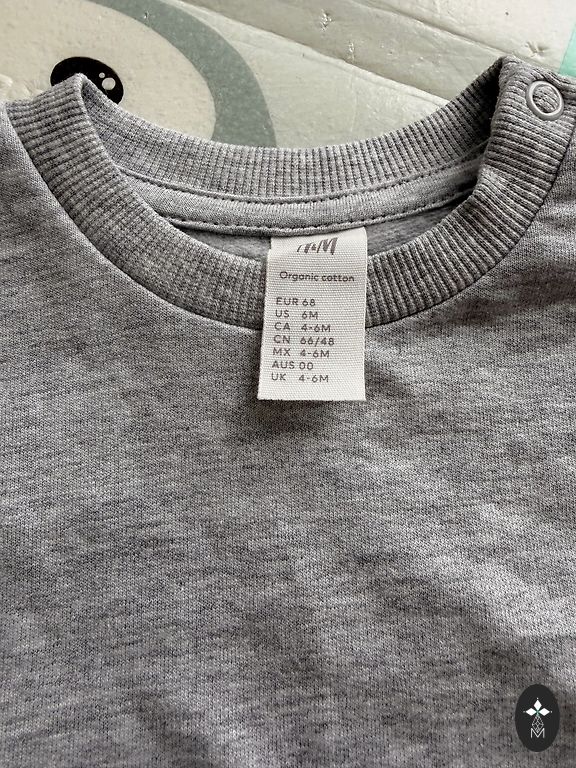 H&M
Organic cotton
EUR 68
US 6M
CA 4-6M
CN 66/48
MX 4-6M
AUS 00
UK 4-6M